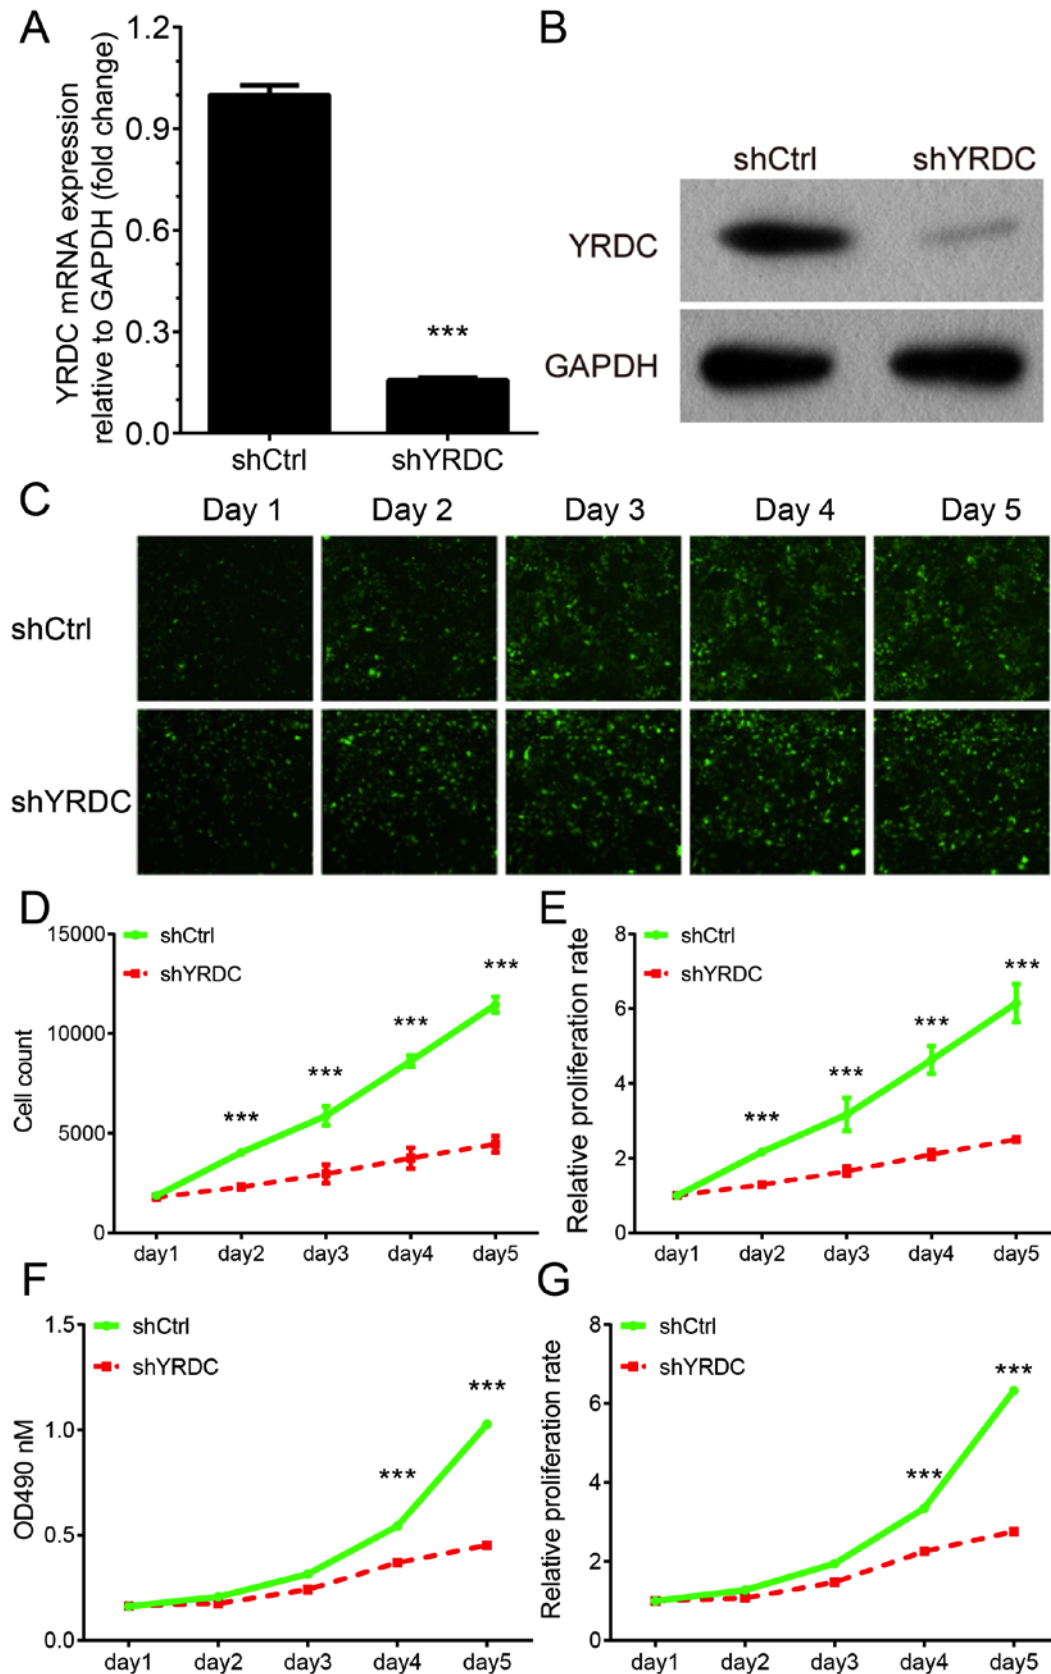 A
B
YRDC mRNA expression
relative to GAPDH (fold change)
1.2
0.9
0.6
0.3
0.0
***
shCtrl
shYRDC
shCtrl
shYRDC
YRDC
GAPDH
C
Day 1
Day 2
Day 3
Day 4
Day 5
shCtrl
shYRDC
D
Cell count
15000
10000
5000
0
shCtrl
shYRDC
***
***
***
***
day1
day2
day3
day4
day5
E
Relative proliferation rate
8
6
4
2
0
shCtrl
shYRDC
***
***
***
***
day1
day2
day3
day4
day5
F
OD490 nM
1.5
1.0
0.5
0.0
shCtrl
shYRDC
***
***
day1
day2
day3
day4
day5
G
Relative proliferation rate
8
6
4
2
0
shCtrl
shYRDC
***
***
day1
day2
day3
day4
day5